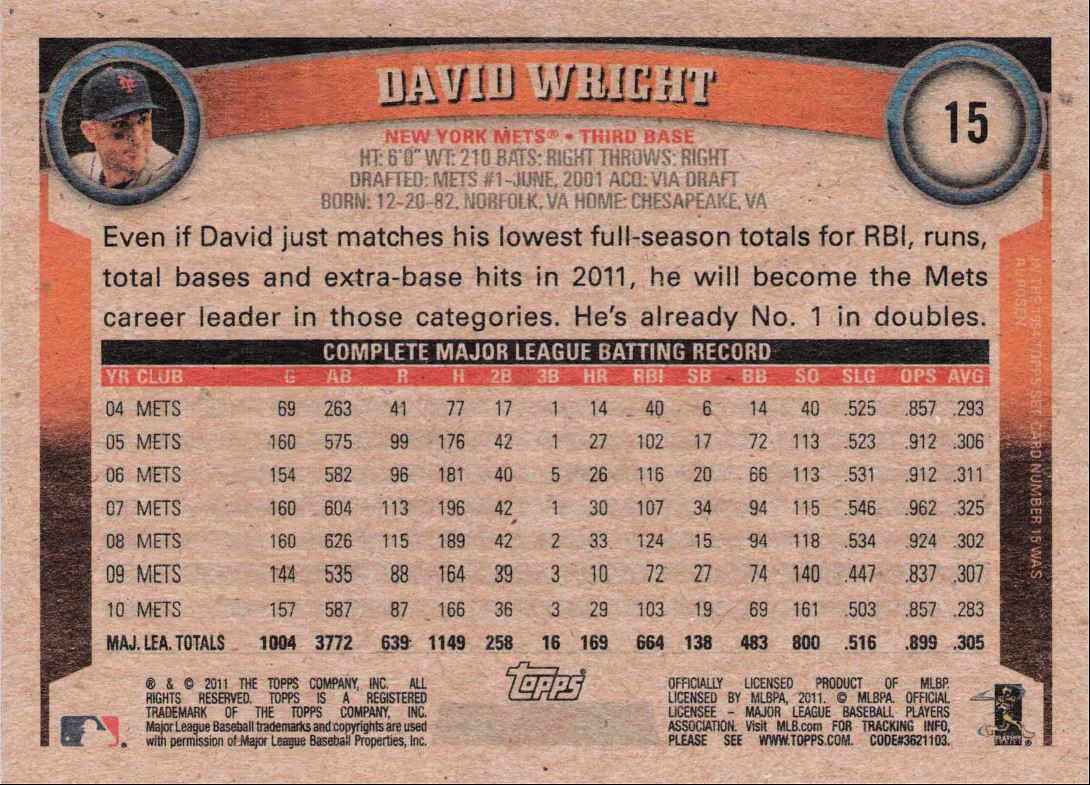 DAVID WRIGHT
15
NEW YORK METS® • THIRD BASE
HT: 6'0" WT: 210 BATS: RIGHT THROWS: RIGHT
DRAFTED: METS #1-JUNE, 2001 ACQ: VIA DRAFT
BORN: 12-20-82, NORFOLK, VA HOME: CHESAPEAKE, VA
Even if David just matches his lowest full-season totals for RBI, runs,
total bases and extra-base hits in 2011, he will become the Mets
career leader in those categories. He's already No. 1 in doubles.
IN THE 1954 TOPPS SET, CARD NUMBER 15 WAS
AL ROSEN
COMPLETE MAJOR LEAGUE BATTING RECORD
YR CLUB G AB R H 2B 3B HR RBI SB BB SO SLG OPS AVG
04 METS 69 263 41 77 17 1 14 40 6 14 40 .525 .857 .293
05 METS 160 575 99 176 42 1 27 102 17 72 113 .523 .912 .306
06 METS 154 582 96 181 40 5 26 116 20 66 113 .531 .912 .311
07 METS 160 604 113 196 42 1 30 107 34 94 115 .546 .962 .325
08 METS 160 626 115 189 42 2 33 124 15 94 118 .534 .924 .302
09 METS 144 535 88 164 39 3 10 72 27 74 140 .447 .837 .307
10 METS 157 587 87 166 36 3 29 103 19 69 161 .503 .857 .283
MAJ. LEA. TOTALS 1004 3772 639 1149 258 16 169 664 138 483 800 .516 .899 .305
® & © 2011 THE TOPPS COMPANY, INC. ALL
RIGHTS RESERVED. TOPPS IS A REGISTERED
TRADEMARK OF THE TOPPS COMPANY, INC.
Major League Baseball trademarks and copyrights are used
with permission of Major League Baseball Properties, Inc.
Topps
OFFICIALLY LICENSED PRODUCT OF MLBP.
LICENSED BY MLBPA, 2011. © MLBPA. OFFICIAL
LICENSEE – MAJOR LEAGUE BASEBALL PLAYERS
ASSOCIATION. Visit MLB.com FOR TRACKING INFO,
PLEASE SEE WWW.TOPPS.COM. CODE#3621103.